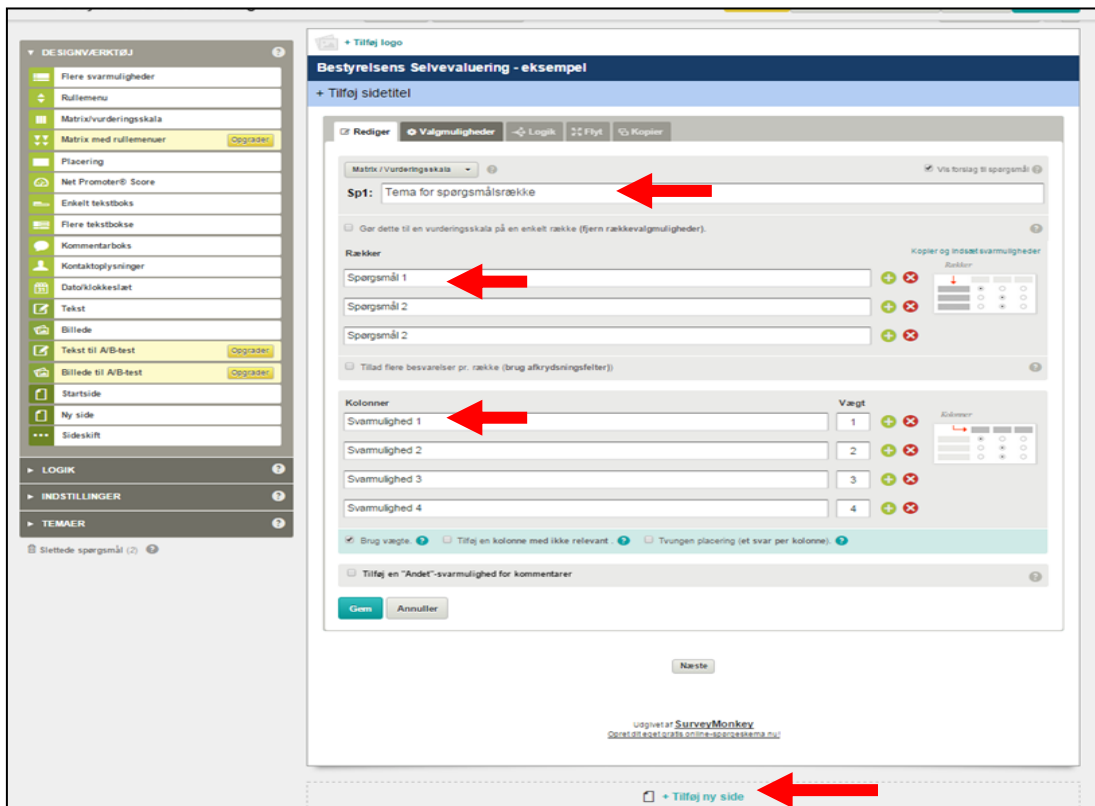 DESIGNVÆRKTØJ
Flere svarmuligheder
Rullemenu
Matrix/vurderingsskala
Matrix med rullemenuer Opgrader
Placering
Net Promoter® Score
Enkelt tekstboks
Flere tekstbokse
Kommentarboks
Kontaktoplysninger
Dato/klokkeslæt
Tekst
Billede
Tekst til A/B-test Opgrader
Billede til A/B-test Opgrader
Startside
Ny side
Sideskift
LOGIK
INDSTILLINGER
TEMAER
Slettede spørgsmål (2)
+ Tilføj logo
Bestyrelsens Selvevaluering - eksempel
+ Tilføj sidetitel
Rediger Valgmuligheder Logik Flyt Kopier
Matrix / Vurderingsskala Vis forslag til spørgsmål
Sp1: Tema for spørgsmålsrække
Gør dette til en vurderingsskala på en enkelt række (fjern rækkevalgmuligheder).
Rækker Kopier og indsæt svarmuligheder
Rækker
Spørgsmål 1
Spørgsmål 2
Spørgsmål 2
Tillad flere besvarelser pr. række (brug afkrydsningsfelter))
Kolonner Vægt
Kolonner
Svarmulighed 1 1
Svarmulighed 2 2
Svarmulighed 3 3
Svarmulighed 4 4
Brug vægte. Tilføj en kolonne med ikke relevant . Tvungen placering (et svar per kolonne).
Tilføj en "Andet"-svarmulighed for kommentarer
Gem Annuller
Næste
Udgivet af SurveyMonkey
Opret dit eget gratis online-spørgeskema nu!
+ Tilføj ny side